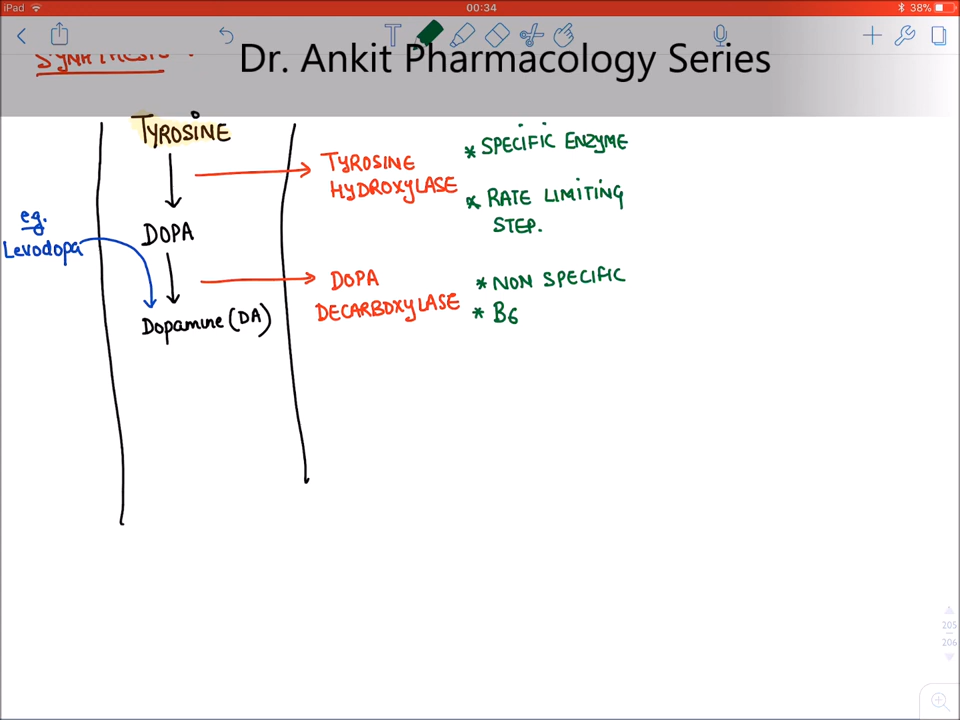 iPad 00:34 38%
Dr. Ankit Pharmacology Series
SYNTHESIS :
TYROSINE
TYROSINE
HYDROXYLASE
* SPECIFIC ENZYME
* RATE LIMITING
STEP.
eg.
Levodopa
DOPA
DOPA
DECARBOXYLASE
* NON SPECIFIC
* B6
Dopamine (DA)
205
206